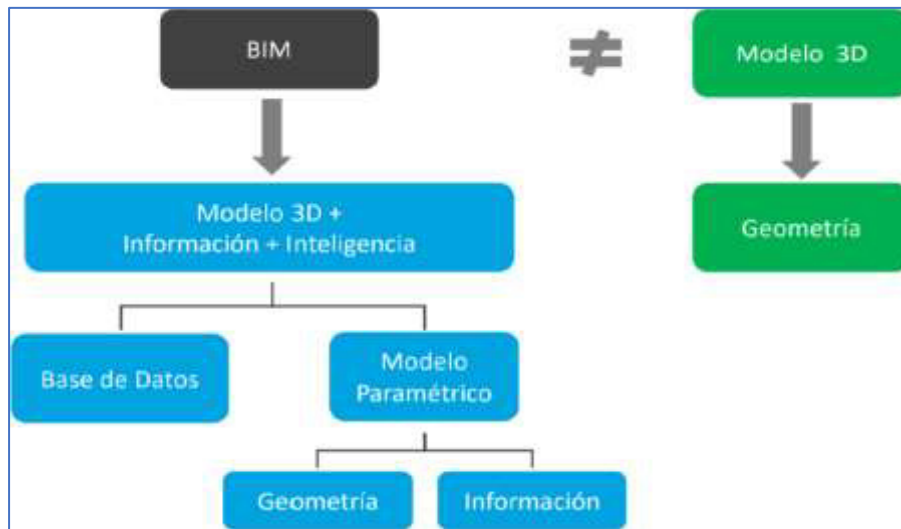 BIM
≠
Modelo 3D
Modelo 3D +
Información + Inteligencia
Geometría
Base de Datos
Modelo
Paramétrico
Geometría
Información